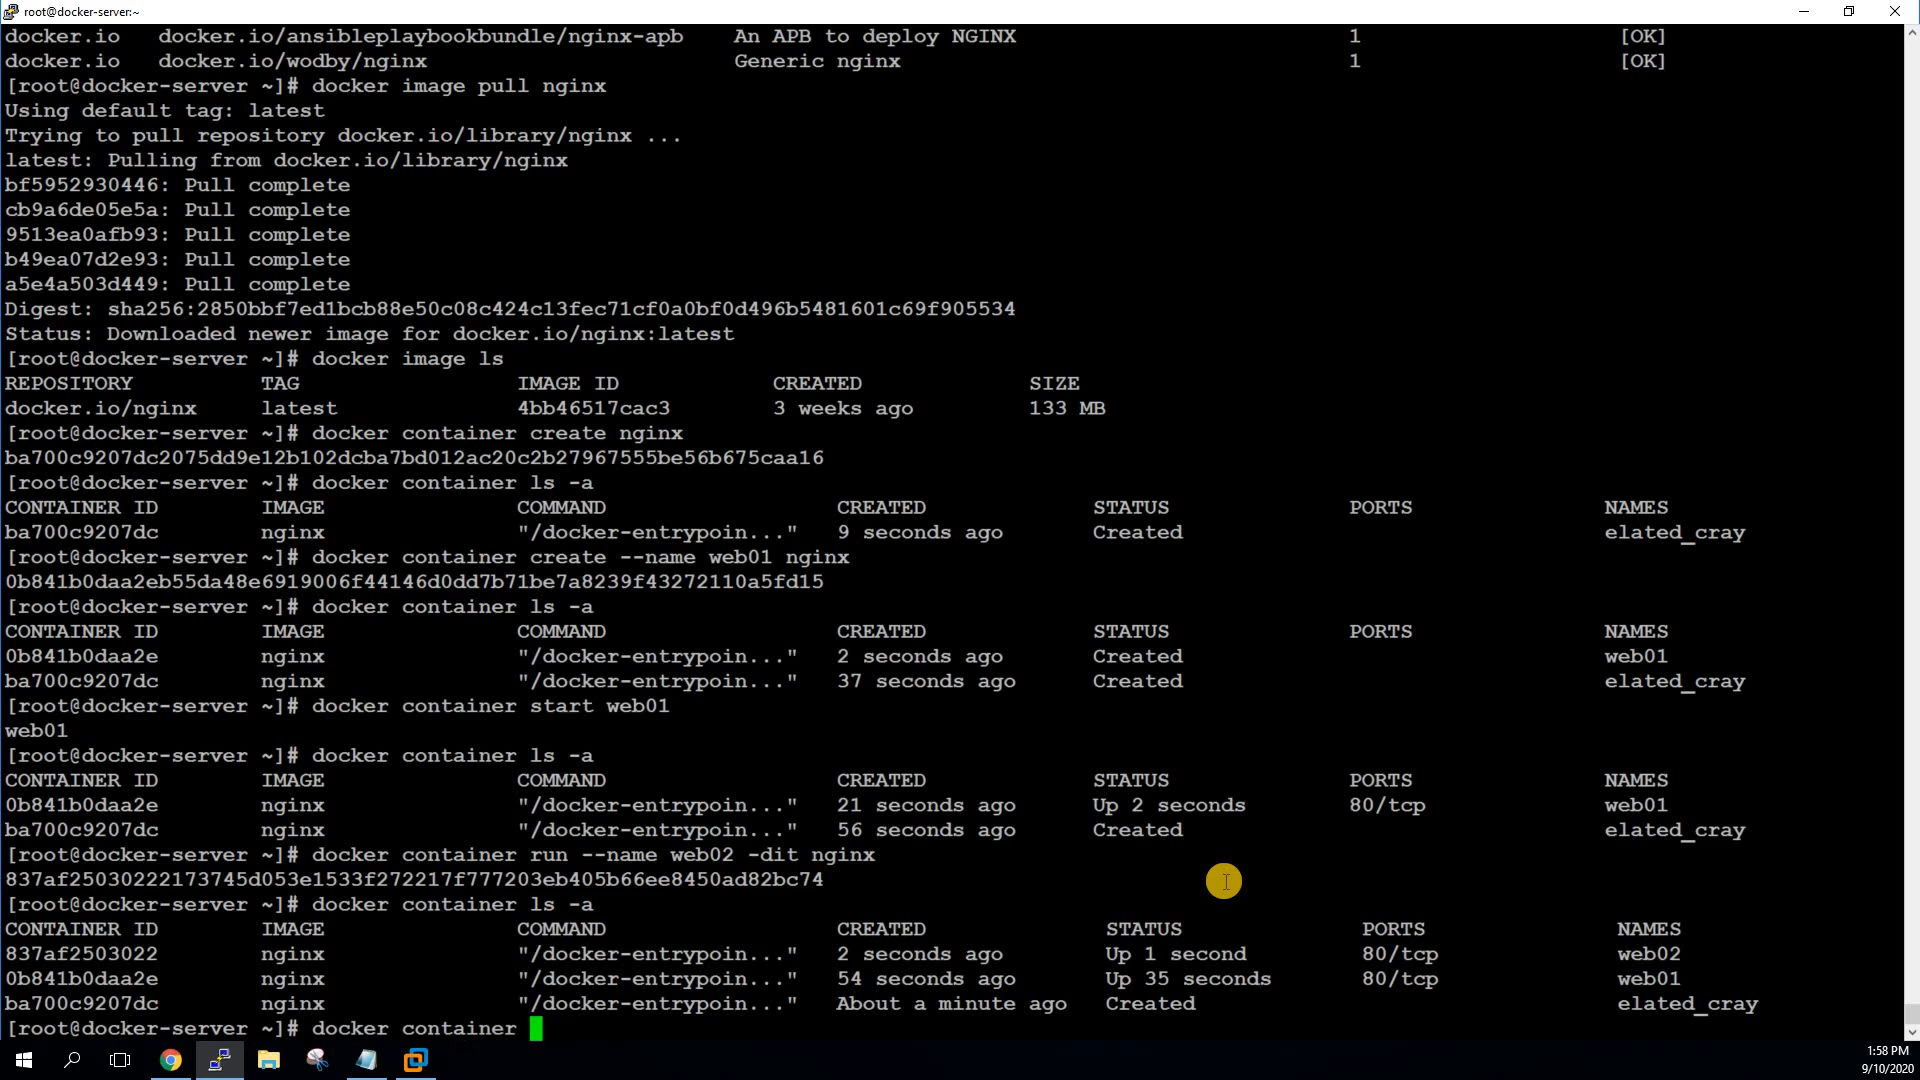 root@docker-server:~
docker.io docker.io/ansibleplaybookbundle/nginx-apb An APB to deploy NGINX 1 [OK]
docker.io docker.io/wodby/nginx Generic nginx 1 [OK]
[root@docker-server ~]# docker image pull nginx
Using default tag: latest
Trying to pull repository docker.io/library/nginx ...
latest: Pulling from docker.io/library/nginx
bf5952930446: Pull complete
cb9a6de05e5a: Pull complete
9513ea0afb93: Pull complete
b49ea07d2e93: Pull complete
a5e4a503d449: Pull complete
Digest: sha256:2850bbf7ed1bcb88e50c08c424c13fec71cf0a0bf0d496b5481601c69f905534
Status: Downloaded newer image for docker.io/nginx:latest
[root@docker-server ~]# docker image ls
REPOSITORY TAG IMAGE ID CREATED SIZE
docker.io/nginx latest 4bb46517cac3 3 weeks ago 133 MB
[root@docker-server ~]# docker container create nginx
ba700c9207dc2075dd9e12b102dcba7bd012ac20c2b27967555be56b675caa16
[root@docker-server ~]# docker container ls -a
CONTAINER ID IMAGE COMMAND CREATED STATUS PORTS NAMES
ba700c9207dc nginx "/docker-entrypoin..." 9 seconds ago Created elated_cray
[root@docker-server ~]# docker container create --name web01 nginx
0b841b0daa2eb55da48e6919006f44146d0dd7b71be7a8239f43272110a5fd15
[root@docker-server ~]# docker container ls -a
CONTAINER ID IMAGE COMMAND CREATED STATUS PORTS NAMES
0b841b0daa2e nginx "/docker-entrypoin..." 2 seconds ago Created web01
ba700c9207dc nginx "/docker-entrypoin..." 37 seconds ago Created elated_cray
[root@docker-server ~]# docker container start web01
web01
[root@docker-server ~]# docker container ls -a
CONTAINER ID IMAGE COMMAND CREATED STATUS PORTS NAMES
0b841b0daa2e nginx "/docker-entrypoin..." 21 seconds ago Up 2 seconds 80/tcp web01
ba700c9207dc nginx "/docker-entrypoin..." 56 seconds ago Created elated_cray
[root@docker-server ~]# docker container run --name web02 -dit nginx
837af25030222173745d053e1533f272217f777203eb405b66ee8450ad82bc74
[root@docker-server ~]# docker container ls -a
CONTAINER ID IMAGE COMMAND CREATED STATUS PORTS NAMES
837af2503022 nginx "/docker-entrypoin..." 2 seconds ago Up 1 second 80/tcp web02
0b841b0daa2e nginx "/docker-entrypoin..." 54 seconds ago Up 35 seconds 80/tcp web01
ba700c9207dc nginx "/docker-entrypoin..." About a minute ago Created elated_cray
[root@docker-server ~]# docker container
1:58 PM
9/10/2020